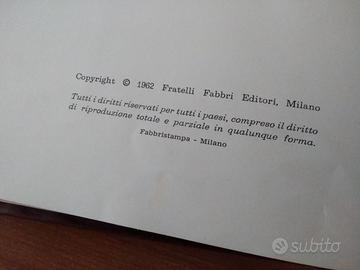 Copyright © 1962 Fratelli Fabbri Editori, Milano
Tutti i diritti riservati per tutti i paesi, compreso il diritto
di riproduzione totale e parziale in qualunque forma.
Fabbristampa - Milano
subito